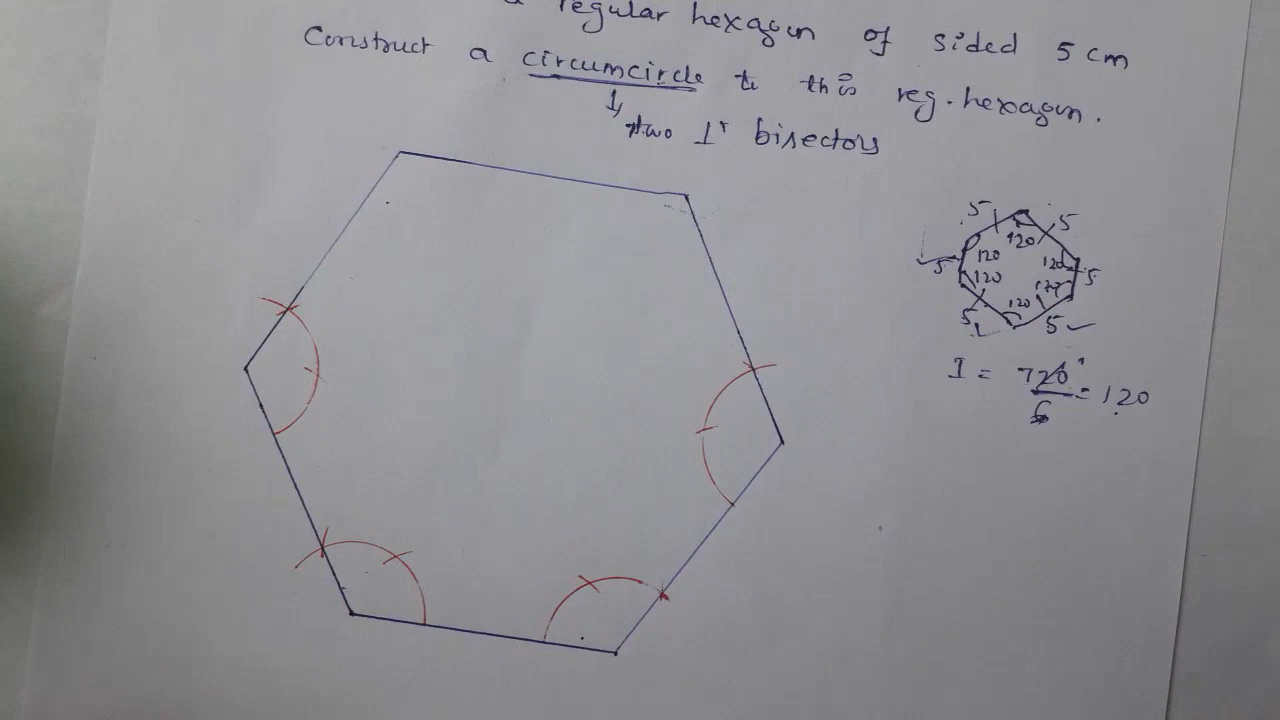 regular hexagon of sided 5 cm
Construct a circumcircle to this reg. hexagon.
two ⊥r bisectors
5 5
120
120 120
5 120 120 5
120
5 5
I = 720° / 6 = 120